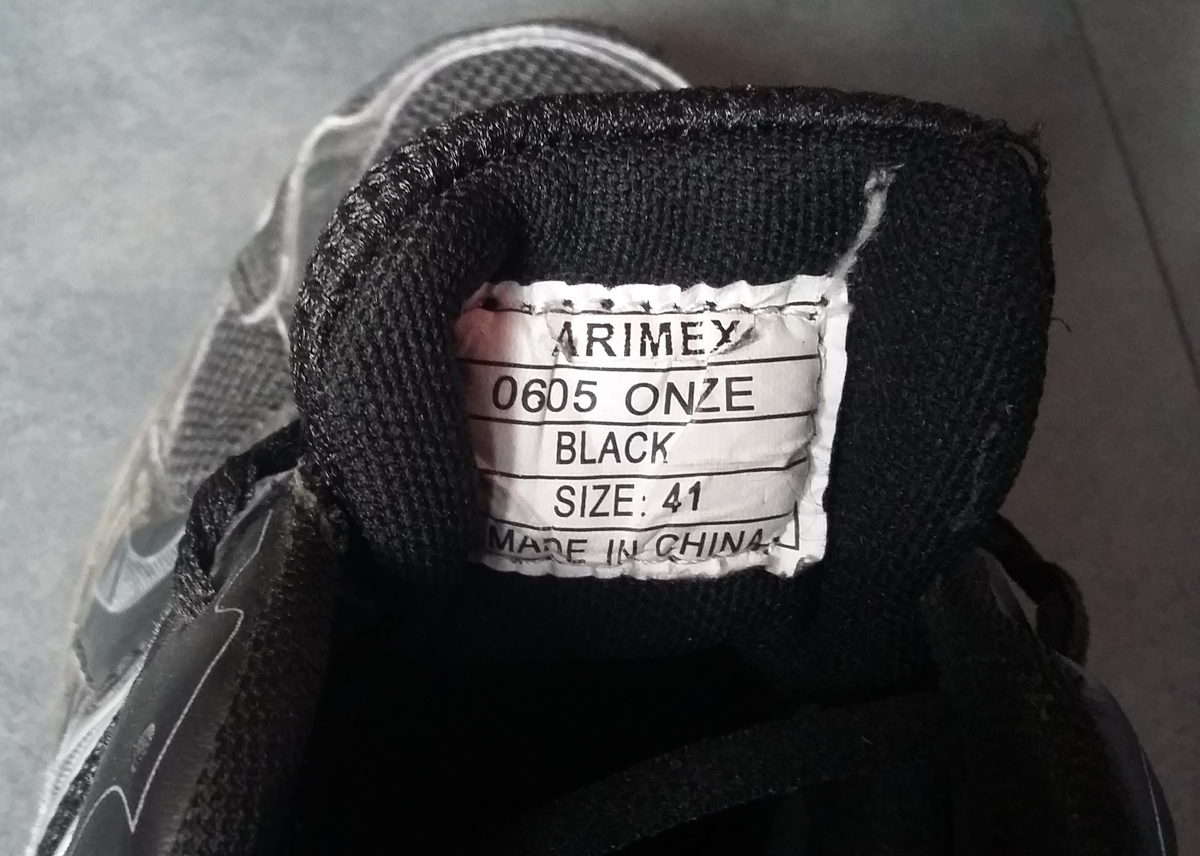 ARIMEX
0605 ONZE
BLACK
SIZE: 41
MADE IN CHINA